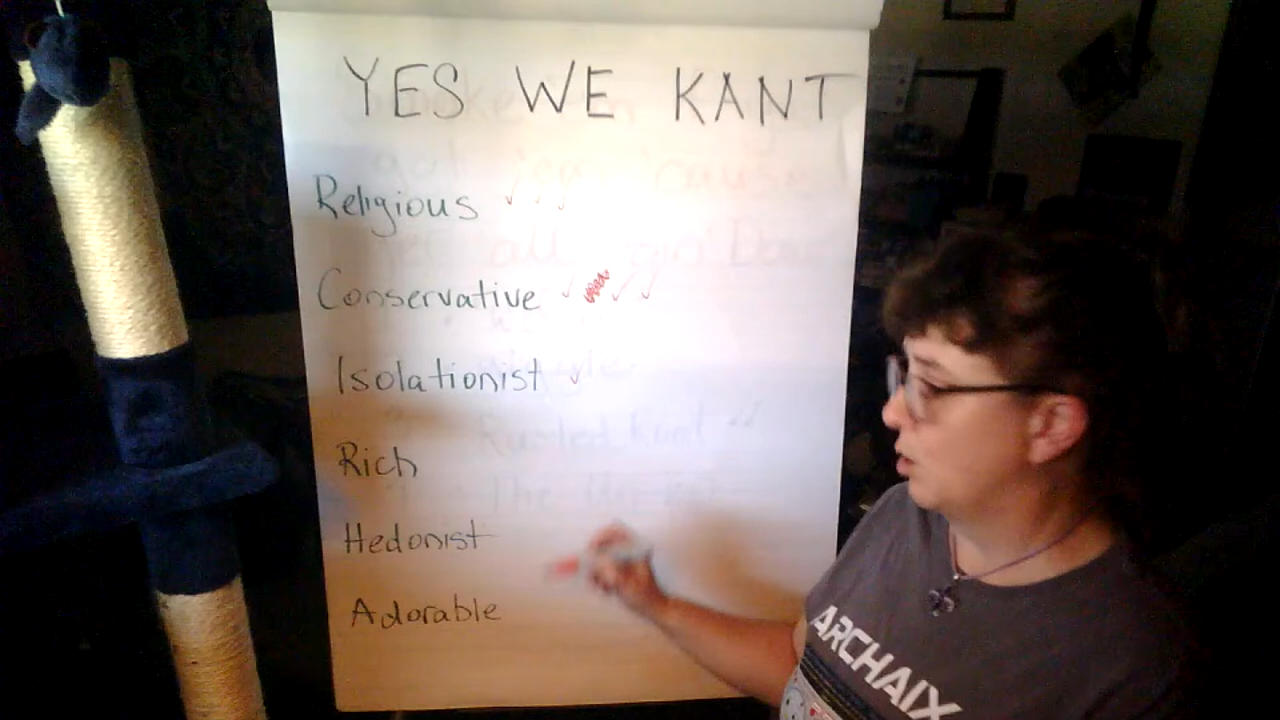 YES WE KANT
Religious ✓ ✓ ✓
Conservative ✓ ✓ ✓
Isolationist ✓
Rich
Hedonist
Adorable
ARCHAIX